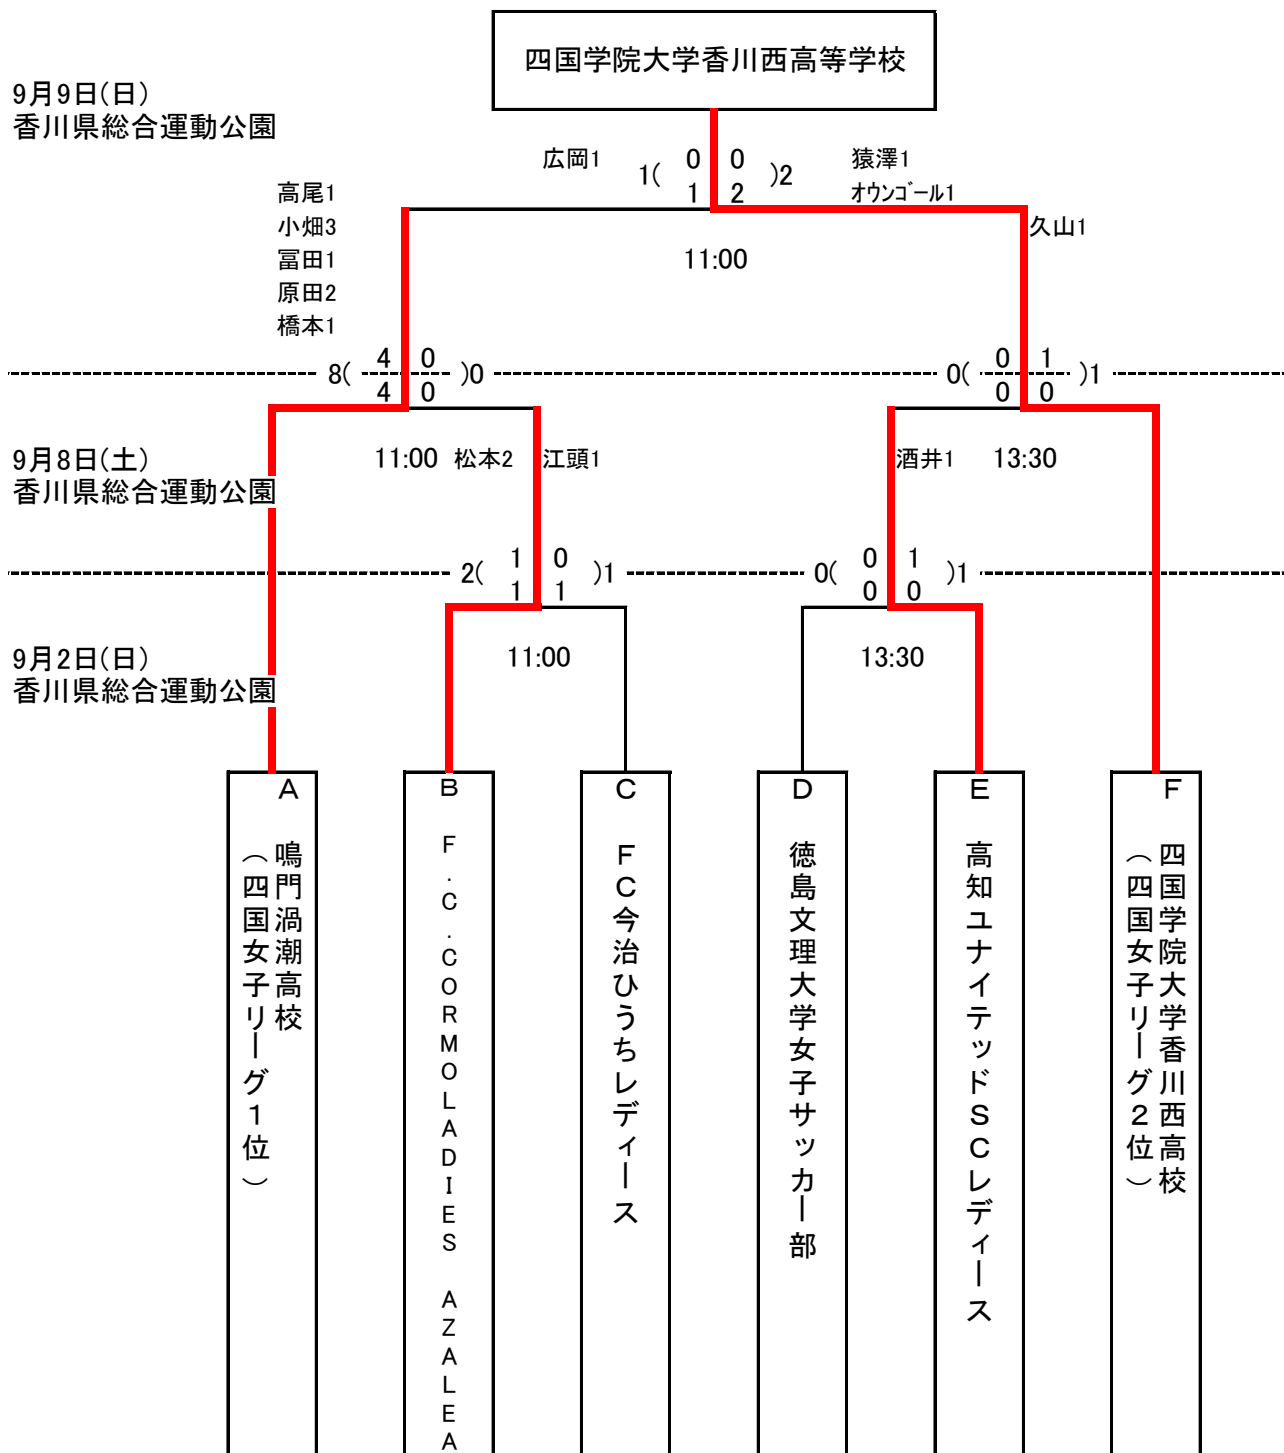 四国学院大学香川西高等学校
9月9日(日)
香川県総合運動公園
広岡1
1( 0 0 )2
1 2
猿澤1
オウンゴール1
高尾1
小畑3
冨田1
原田2
橋本1
久山1
11:00
8( 4 0 )0
4 0
0( 0 1 )1
0 0
9月8日(土)
香川県総合運動公園
11:00 松本2 江頭1
酒井1 13:30
2( 1 0 )1
1 1
0( 0 1 )1
0 0
9月2日(日)
香川県総合運動公園
11:00
13:30
A
鳴門渦潮高校
(四国女子リーグ1位)
B
F.C.CORMOLADIES AZALEA
C
FC今治ひうちレディース
D
徳島文理大学女子サッカー部
E
高知ユナイテッドSCレディース
F
四国学院大学香川西高校
(四国女子リーグ2位)